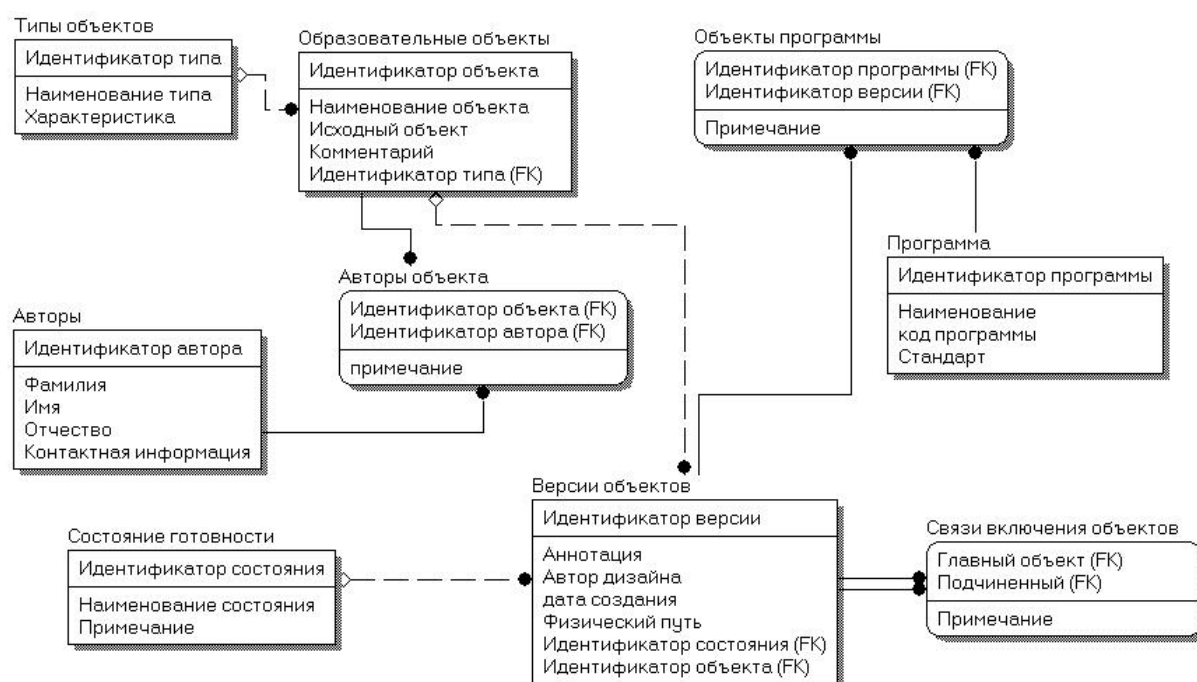 Типы объектов
Идентификатор типа
Наименование типа
Характеристика
Образовательные объекты
Идентификатор объекта
Наименование объекта
Исходный объект
Комментарий
Идентификатор типа (FK)
Объекты программы
Идентификатор программы (FK)
Идентификатор версии (FK)
Примечание
Программа
Идентификатор программы
Наименование
код программы
Стандарт
Авторы объекта
Идентификатор объекта (FK)
Идентификатор автора (FK)
примечание
Авторы
Идентификатор автора
Фамилия
Имя
Отчество
Контактная информация
Версии объектов
Идентификатор версии
Аннотация
Автор дизайна
дата создания
Физический путь
Идентификатор состояния (FK)
Идентификатор объекта (FK)
Состояние готовности
Идентификатор состояния
Наименование состояния
Примечание
Связи включения объектов
Главный объект (FK)
Подчиненный (FK)
Примечание